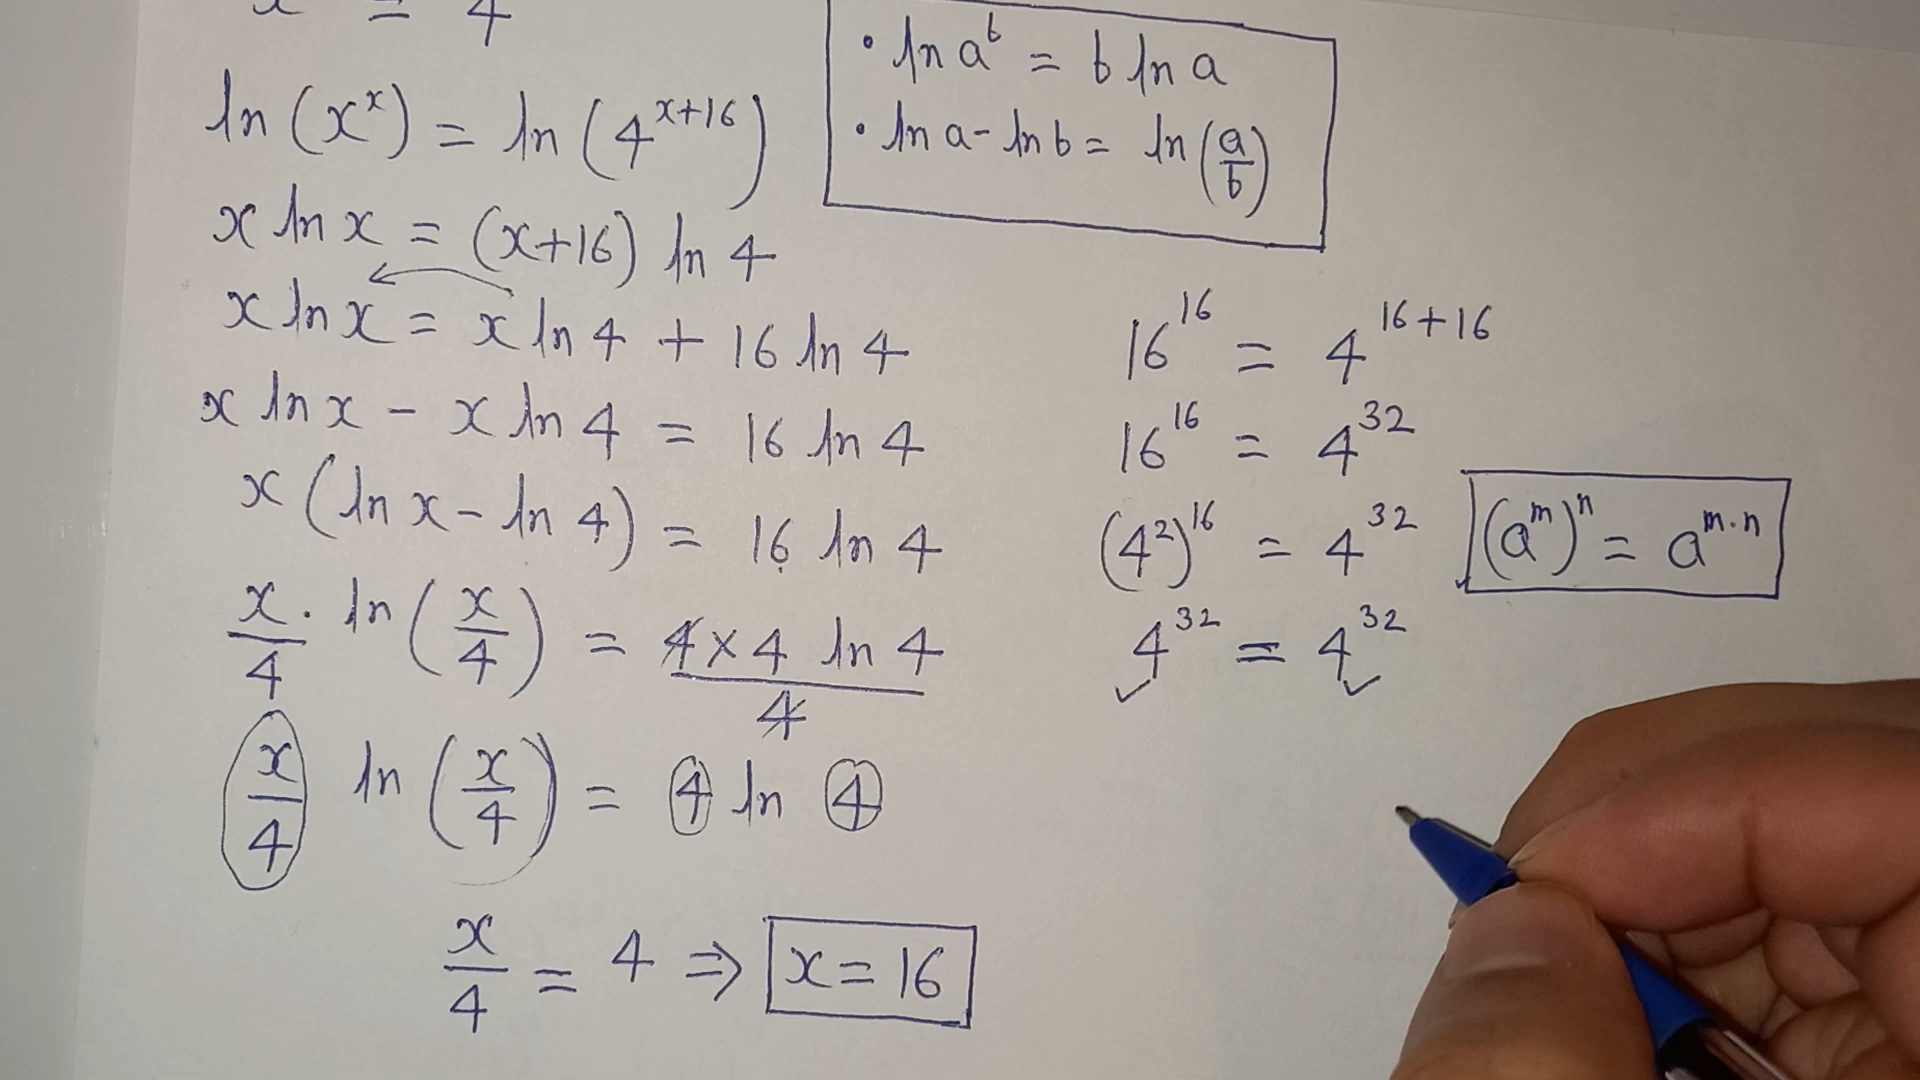 x = 4
ln (x^x) = ln (4^{x+16})
x ln x = (x+16) ln 4
x ln x = x ln 4 + 16 ln 4
x ln x - x ln 4 = 16 ln 4
x (ln x - ln 4) = 16 ln 4
x/4 · ln (x/4) = 4×4 ln 4 / 4
x/4 ln (x/4) = 4 ln 4
x/4 = 4 ⇒ x = 16
• ln a^b = b ln a
• ln a - ln b = ln (a/b)
16^{16} = 4^{16+16}
16^{16} = 4^{32}
(4^2)^{16} = 4^{32}
4^{32} = 4^{32}
(a^m)^n = a^{m·n}